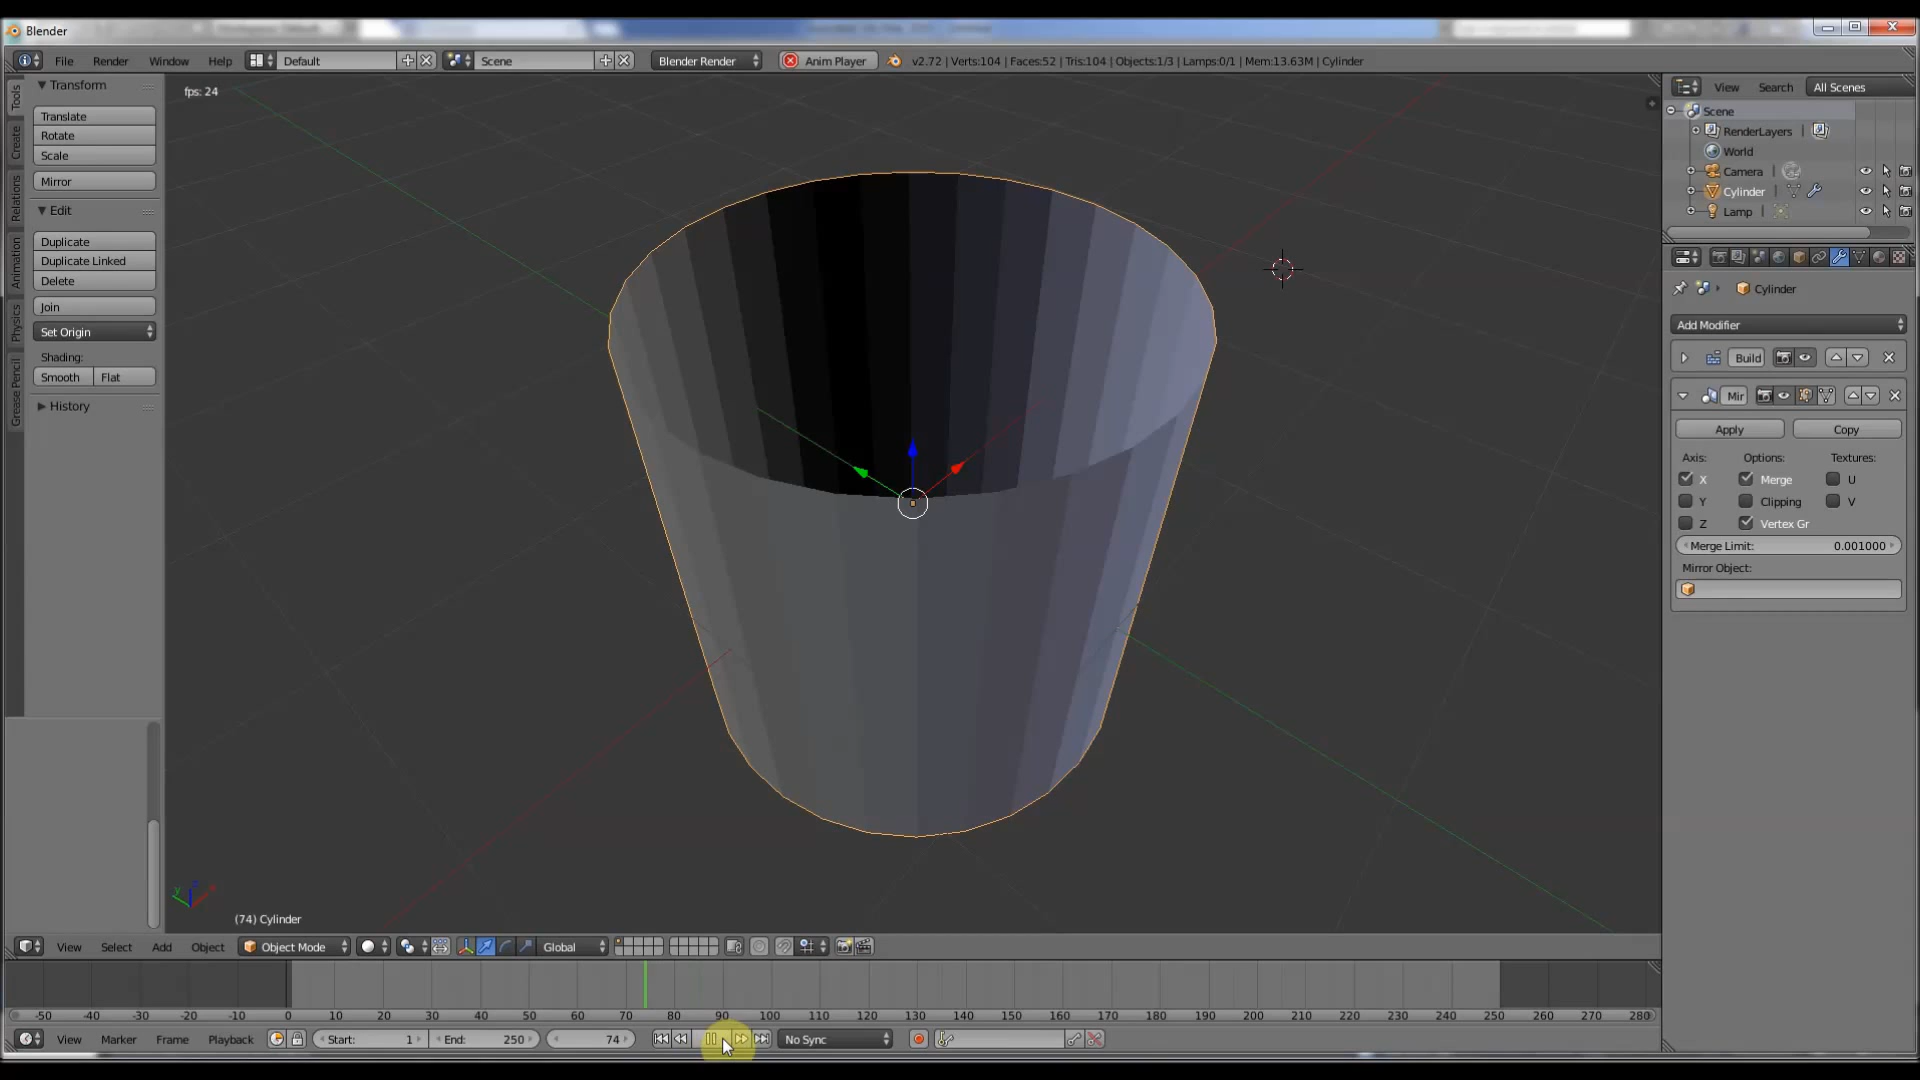 Blender
File Render Window Help Default Scene Blender Render Anim Player v2.72 | Verts:104 | Faces:52 | Tris:104 | Objects:1/3 | Lamps:0/1 | Mem:13.63M | Cylinder
Tools
Create
Relations
Animation
Physics
Grease Pencil
Transform
Translate
Rotate
Scale
Mirror
Edit
Duplicate
Duplicate Linked
Delete
Join
Set Origin
Shading:
Smooth Flat
History
fps: 24
(74) Cylinder
View Search All Scenes
Scene
RenderLayers
World
Camera
Cylinder
Lamp
Cylinder
Add Modifier
Build
Mir
Apply Copy
Axis: Options: Textures:
X Merge U
Y Clipping V
Z Vertex Gr
Merge Limit: 0.001000
Mirror Object:
View Select Add Object Object Mode Global
-50 -40 -30 -20 -10 0 10 20 30 40 50 60 70 80 90 100 110 120 130 140 150 160 170 180 190 200 210 220 230 240 250 260 270 280
View Marker Frame Playback Start: 1 End: 250 74 No Sync